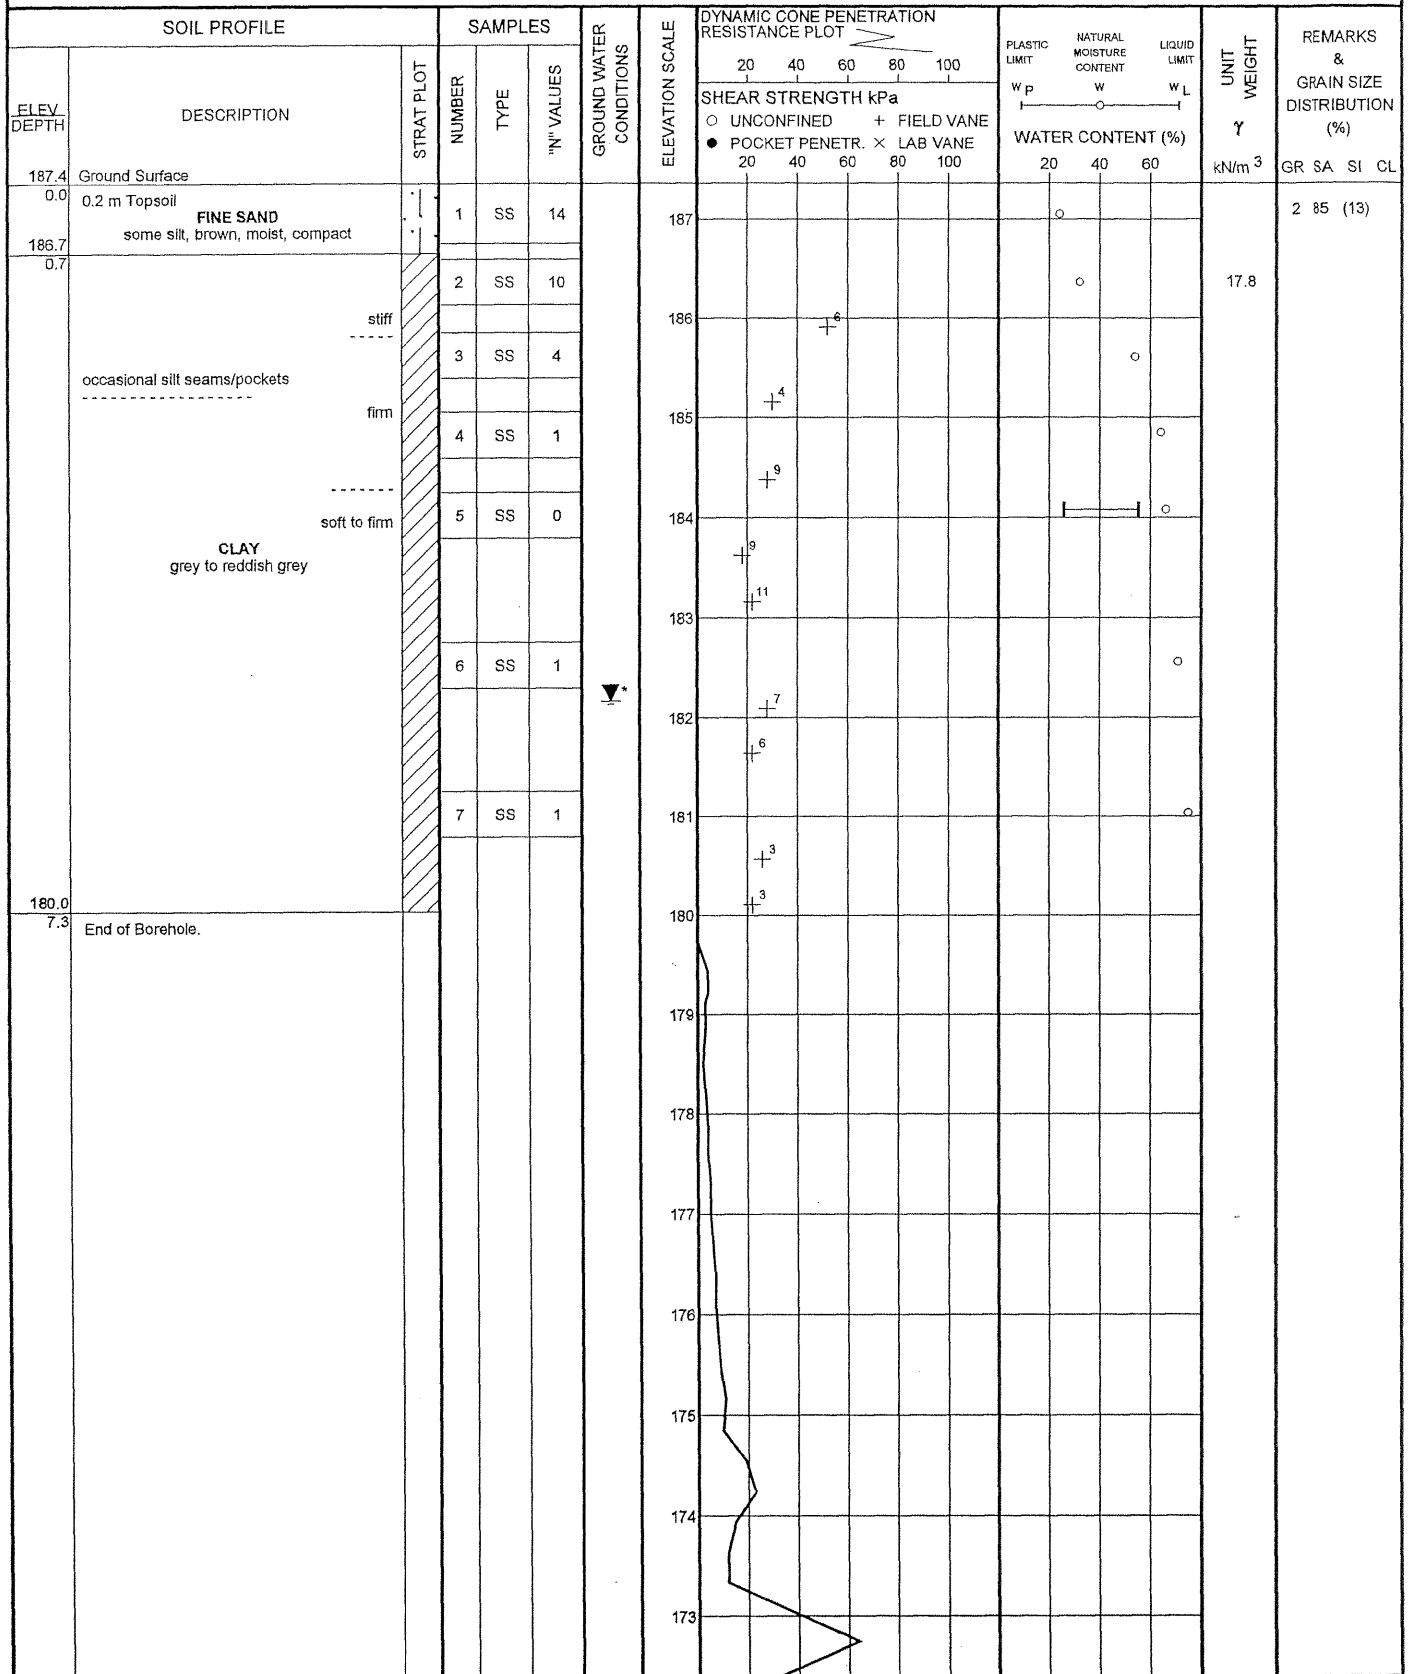 SOIL PROFILE
SAMPLES
GROUND WATER CONDITIONS
ELEVATION SCALE
DYNAMIC CONE PENETRATION
RESISTANCE PLOT
20 40 60 80 100
SHEAR STRENGTH kPa
○ UNCONFINED + FIELD VANE
● POCKET PENETR. × LAB VANE
20 40 60 80 100
PLASTIC LIMIT
NATURAL MOISTURE CONTENT
LIQUID LIMIT
W P W W L
WATER CONTENT (%)
20 40 60
UNIT WEIGHT
γ
kN/m 3
REMARKS
&
GRAIN SIZE
DISTRIBUTION
(%)
GR SA SI CL
ELEV
DEPTH
DESCRIPTION
STRAT PLOT
NUMBER
TYPE
"N" VALUES
187.4 Ground Surface
0.0 0.2 m Topsoil
FINE SAND
some silt, brown, moist, compact
186.7
0.7
1 SS 14
187
2 85 (13)
2 SS 10
17.8
stiff
186
6
3 SS 4
occasional silt seams/pockets
4
firm
185
4 SS 1
9
soft to firm
5 SS 0
184
CLAY
grey to reddish grey
9
11
183
6 SS 1
*
7
182
6
7 SS 1
181
3
3
180.0
7.3 End of Borehole.
180
179
178
177
176
175
174
173